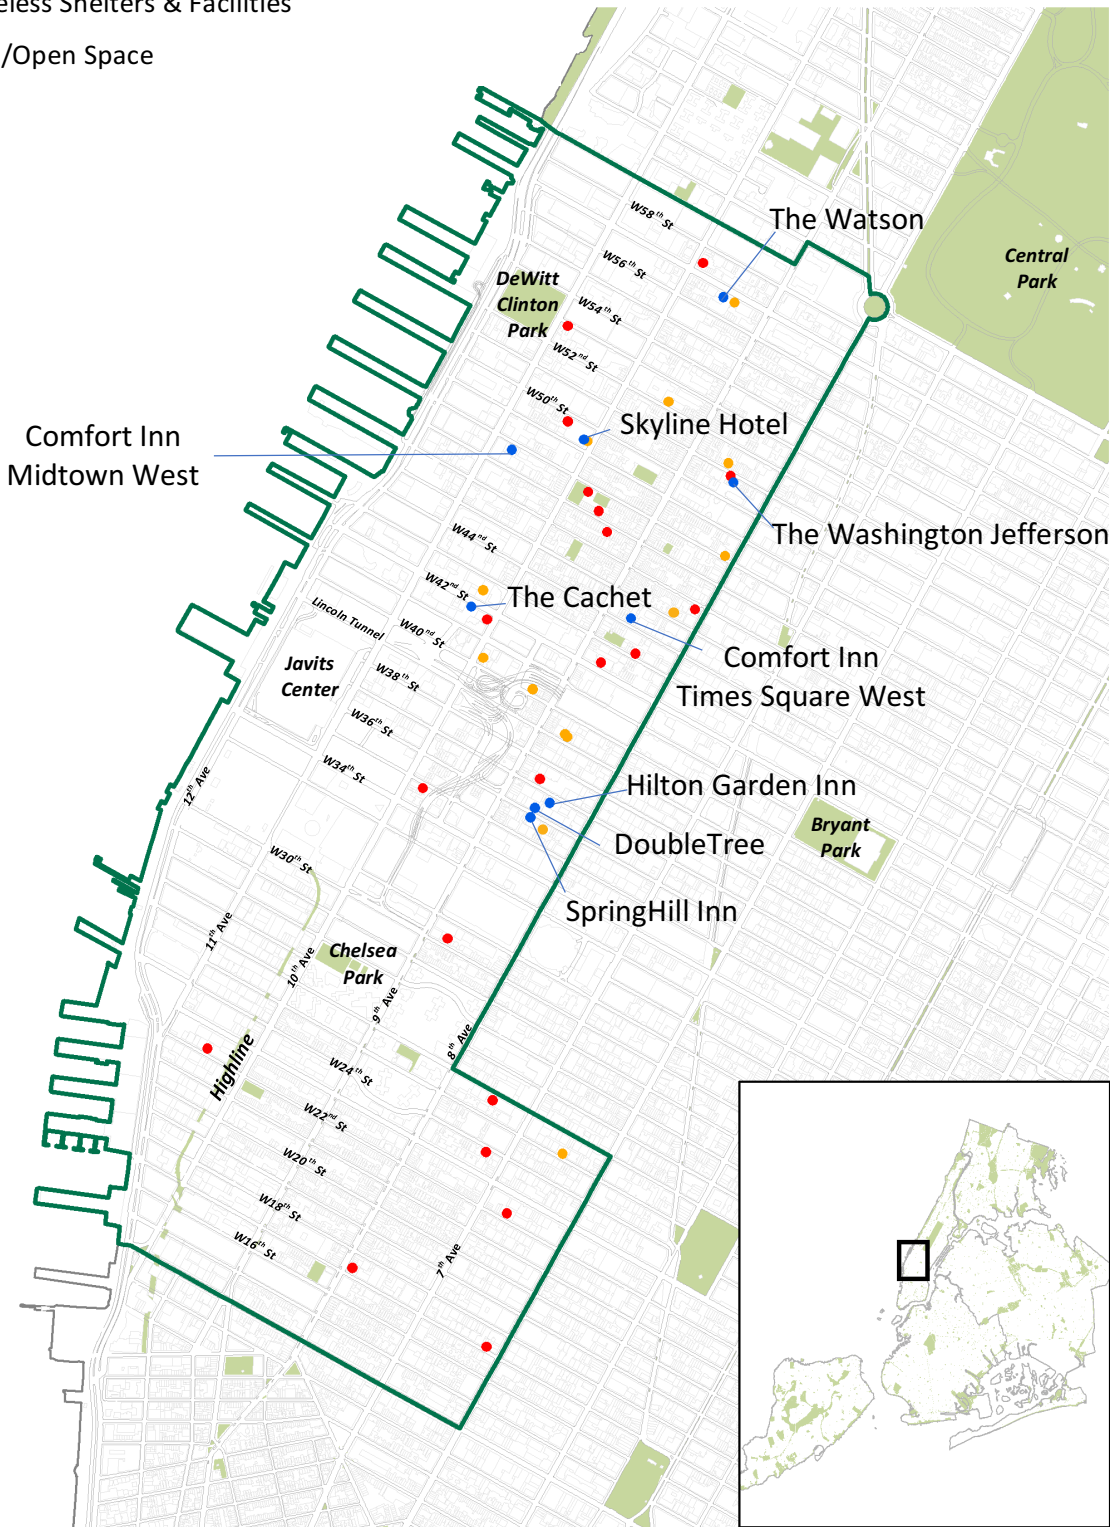 eless Shelters & Facilities
/Open Space
W58th St
The Watson
W56th St
Central
Park
DeWitt
Clinton
Park
W54th St
W52nd St
W50th St
Skyline Hotel
Comfort Inn
Midtown West
W44nd St
The Washington Jefferson
W42nd St
The Cachet
Lincoln Tunnel
W40nd St
Comfort Inn
Times Square West
Javits
Center
W38th St
W36th St
W34th St
12th Ave
Hilton Garden Inn
Bryant
Park
DoubleTree
W30th St
SpringHill Inn
11th Ave
10th Ave
Chelsea
Park
9th Ave
8th Ave
Highline
W24th St
W22nd St
W20th St
W18th St
W16th St
7th Ave